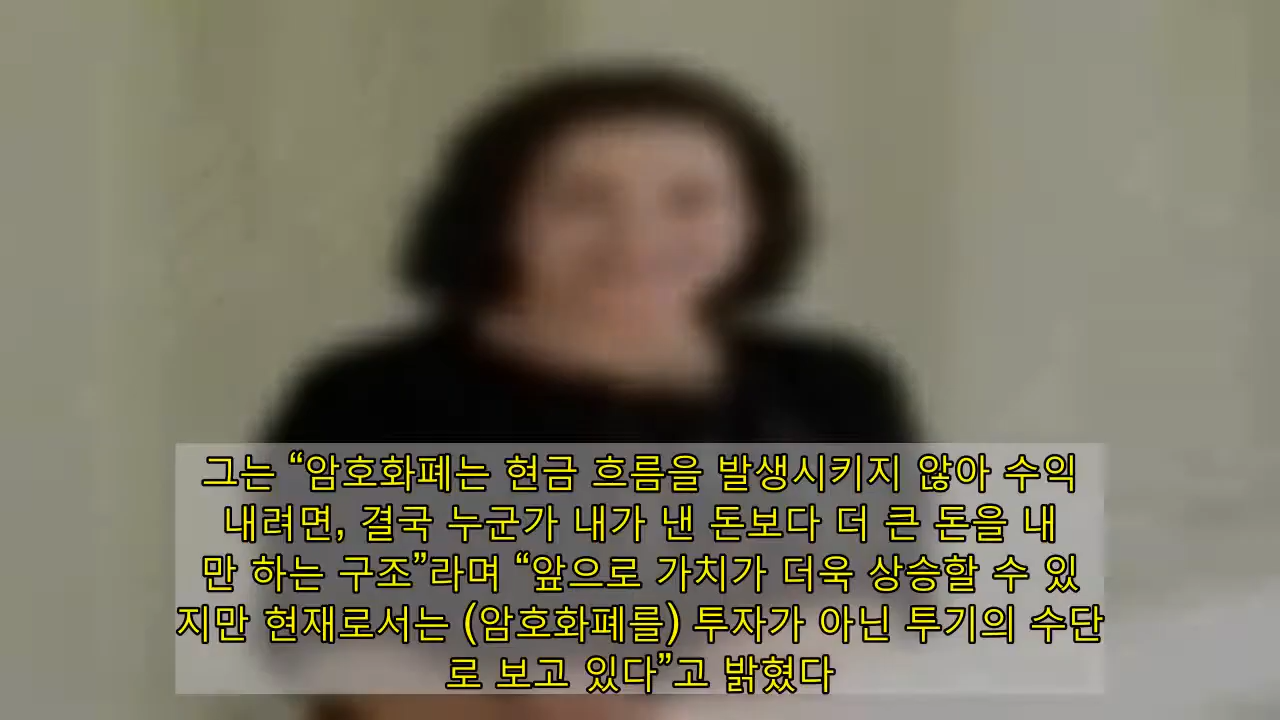 그는 “암호화폐는 현금 흐름을 발생시키지 않아 수익
내려면, 결국 누군가 내가 낸 돈보다 더 큰 돈을 내
만 하는 구조”라며 “앞으로 가치가 더욱 상승할 수 있
지만 현재로서는 (암호화폐를) 투자가 아닌 투기의 수단
로 보고 있다”고 밝혔다